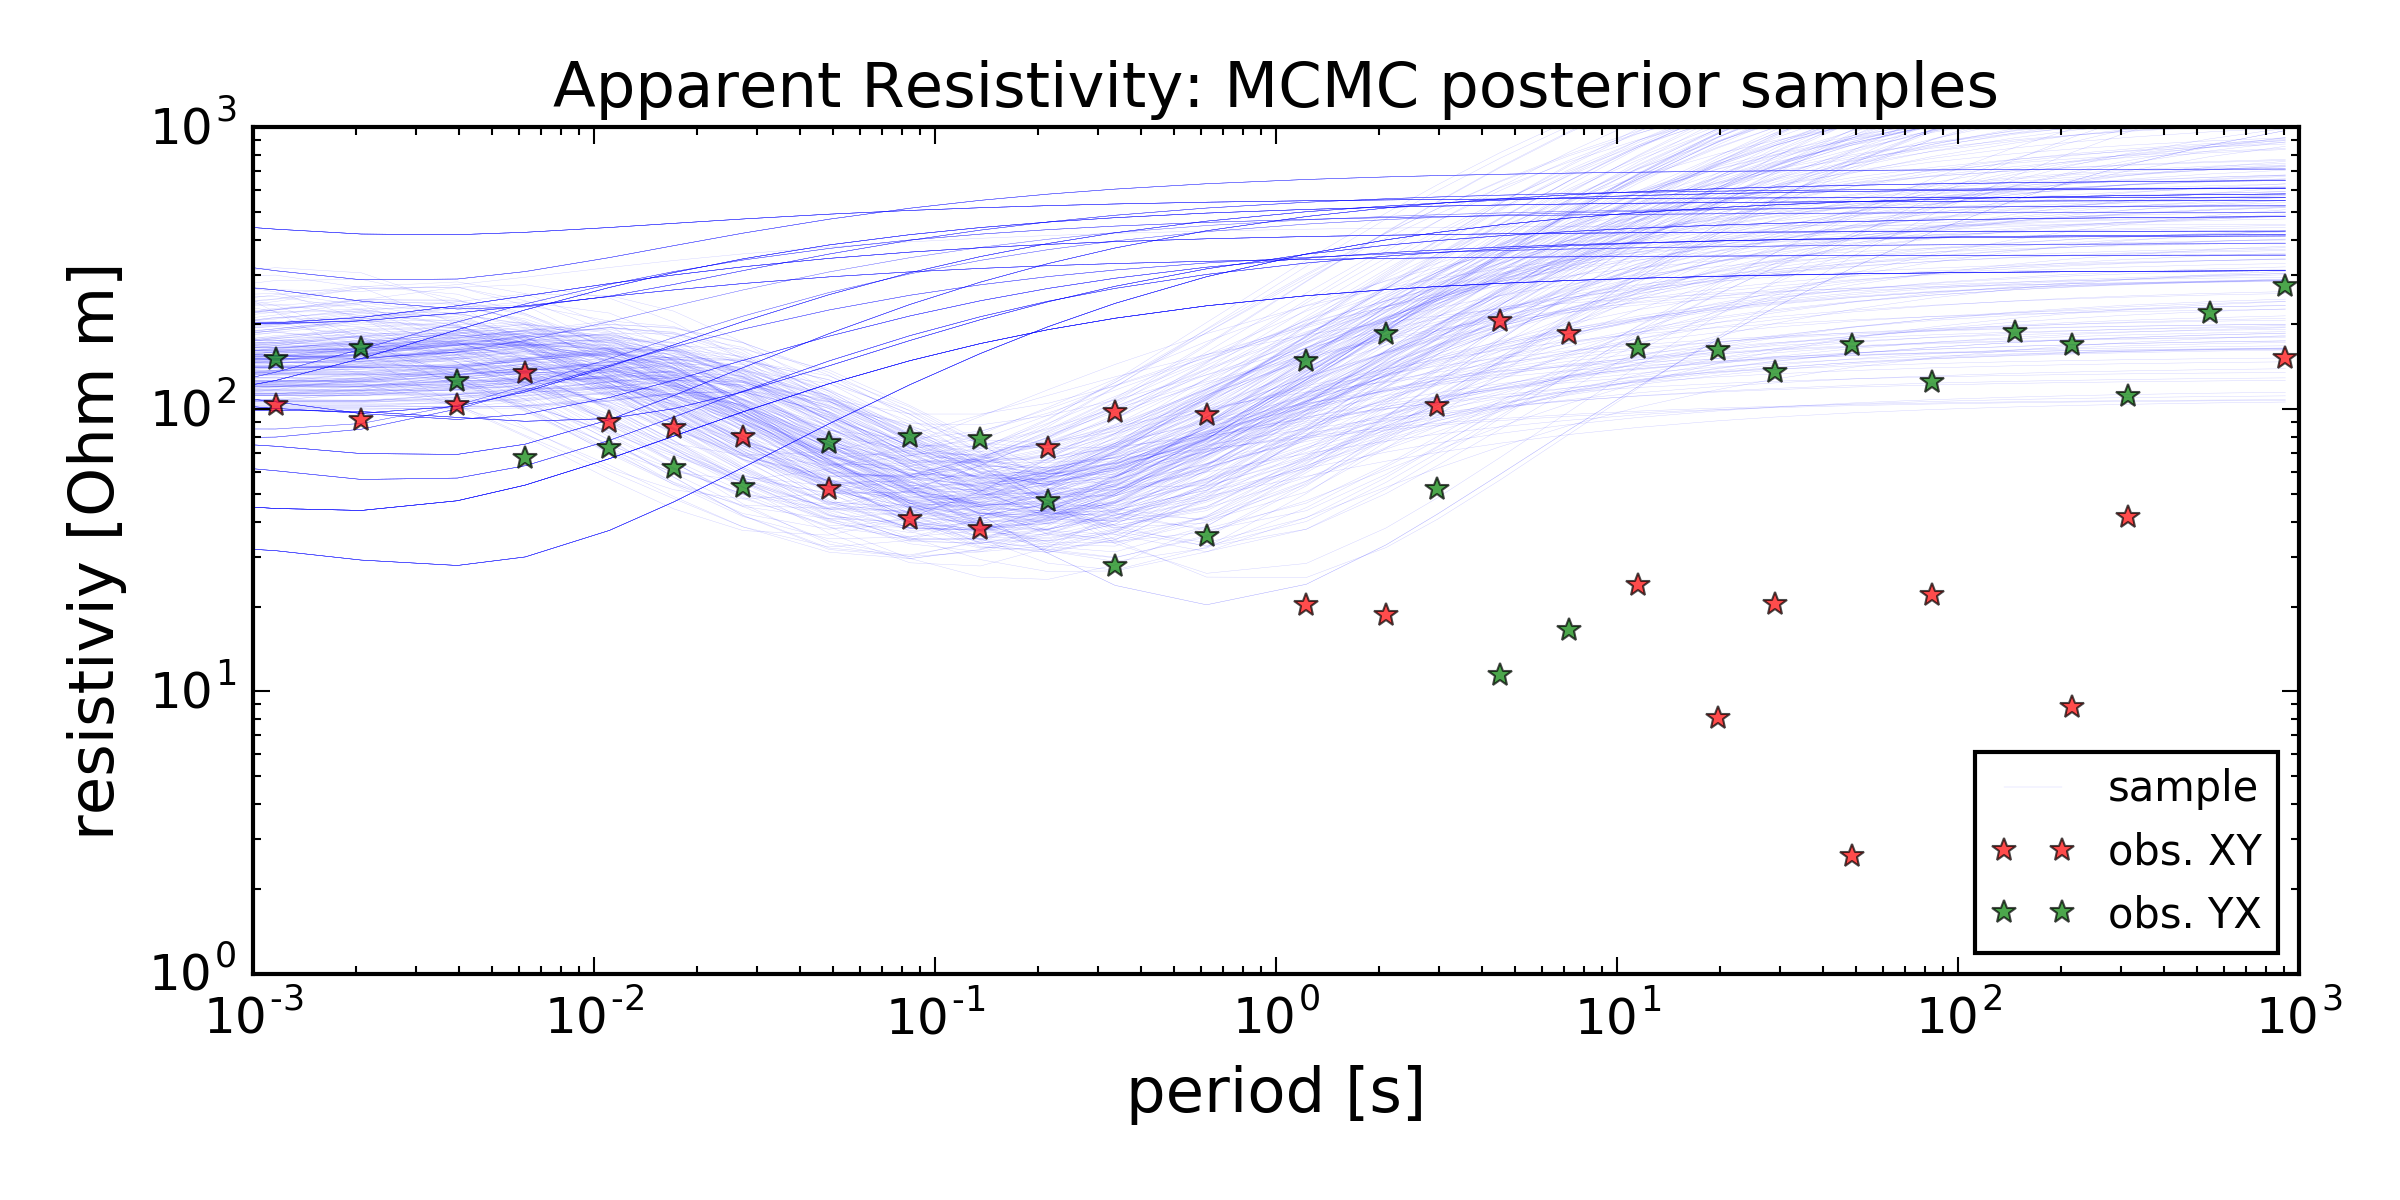 Apparent Resistivity: MCMC posterior samples
10^3
10^2
10^1
10^0
resistiviy [Ohm m]
sample
obs. XY
obs. YX
10^-3 10^-2 10^-1 10^0 10^1 10^2 10^3
period [s]